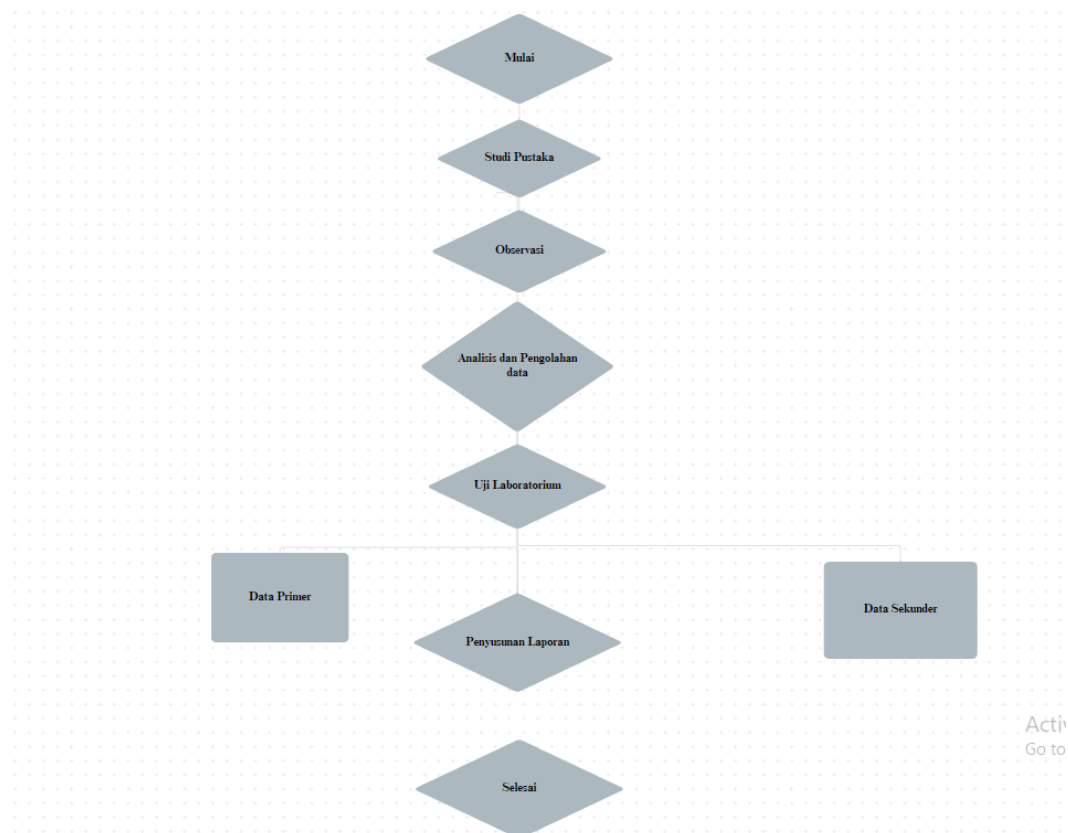 Mulai
Studi Pustaka
Observasi
Analisis dan Pengolahan
data
Uji Laboratorium
Data Primer
Data Sekunder
Penyusunan Laporan
Go to
Selesai